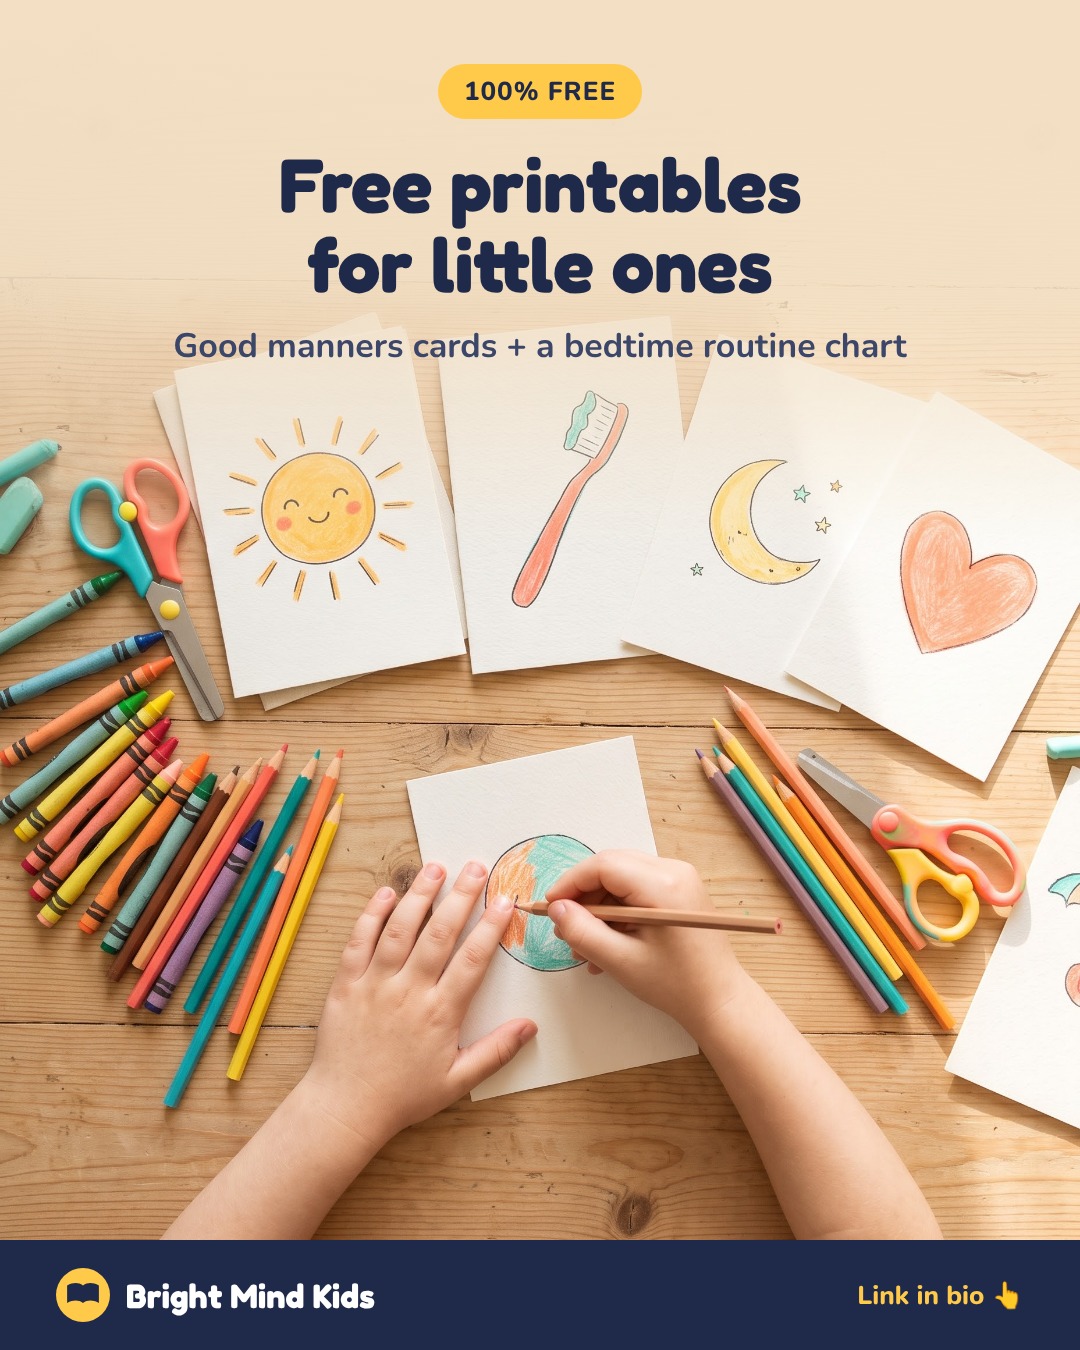 100% FREE
Free printables
for little ones
Good manners cards + a bedtime routine chart
Bright Mind Kids
Link in bio 👆